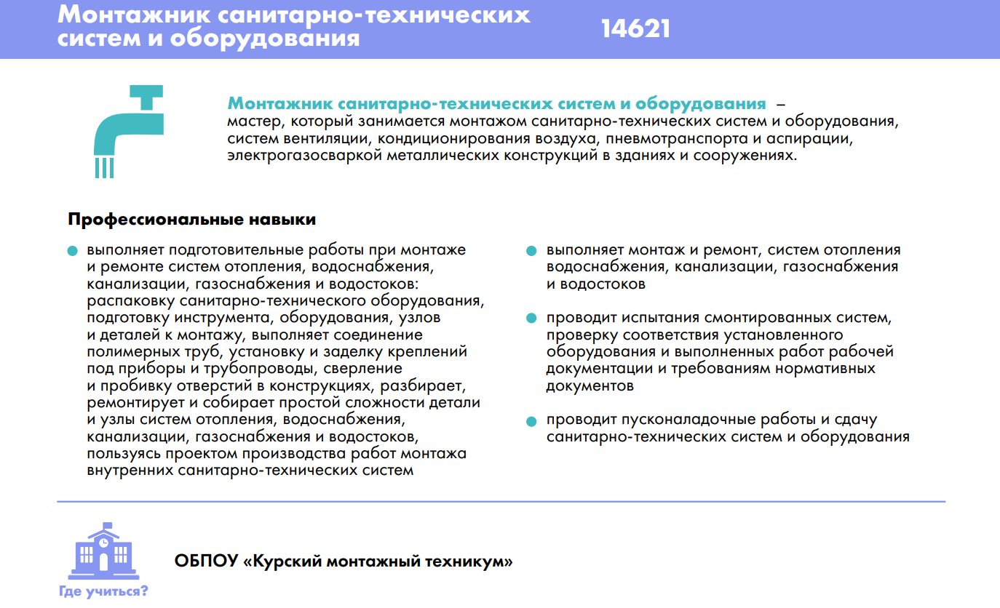 Монтажник санитарно-технических
систем и оборудования
14621
Монтажник санитарно-технических систем и оборудования –
мастер, который занимается монтажом санитарно-технических систем и оборудования,
систем вентиляции, кондиционирования воздуха, пневмотранспорта и аспирации,
электрогазосваркой металлических конструкций в зданиях и сооружениях.
Профессиональные навыки
выполняет подготовительные работы при монтаже
и ремонте систем отопления, водоснабжения,
канализации, газоснабжения и водостоков:
распаковку санитарно-технического оборудования,
подготовку инструмента, оборудования, узлов
и деталей к монтажу, выполняет соединение
полимерных труб, установку и заделку креплений
под приборы и трубопроводы, сверление
и пробивку отверстий в конструкциях, разбирает,
ремонтирует и собирает простой сложности детали
и узлы систем отопления, водоснабжения,
канализации, газоснабжения и водостоков,
пользуясь проектом производства работ монтажа
внутренних санитарно-технических систем
выполняет монтаж и ремонт, систем отопления
водоснабжения, канализации, газоснабжения
и водостоков
проводит испытания смонтированных систем,
проверку соответствия установленного
оборудования и выполненных работ рабочей
документации и требованиям нормативных
документов
проводит пусконаладочные работы и сдачу
санитарно-технических систем и оборудования
ОБПОУ «Курский монтажный техникум»
Где учиться?